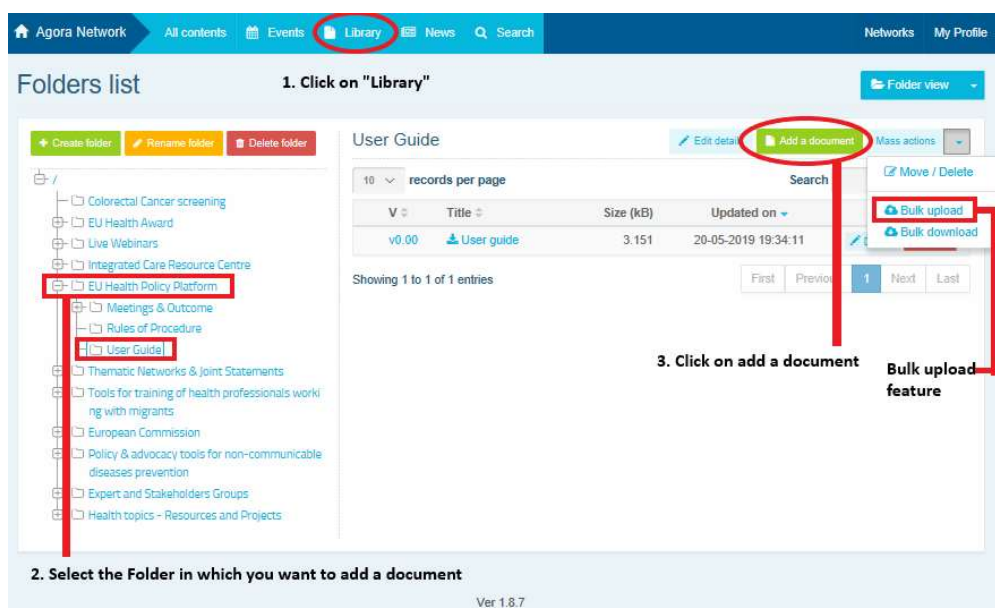 Agora Network All contents Events Library News Search Networks My Profile
Folders list
1. Click on "Library"
Folder view
Create folder Rename folder Delete folder
User Guide
Edit detail Add a document Mass actions
Move / Delete
Bulk upload
Bulk download
/
Colorectal Cancer screening
EU Health Award
Live Webinars
Integrated Care Resource Centre
EU Health Policy Platform
Meetings & Outcome
Rules of Procedure
User Guide
Thematic Networks & Joint Statements
Tools for training of health professionals worki
ng with migrants
European Commission
Policy & advocacy tools for non-communicable
diseases prevention
Expert and Stakeholders Groups
Health topics - Resources and Projects
10 records per page Search
V Title Size (kB) Updated on
v0.00 User guide 3.151 20-05-2019 19:34:11
Showing 1 to 1 of 1 entries
First Previou 1 Next Last
3. Click on add a document
Bulk upload
feature
2. Select the Folder in which you want to add a document
Ver 1.8.7